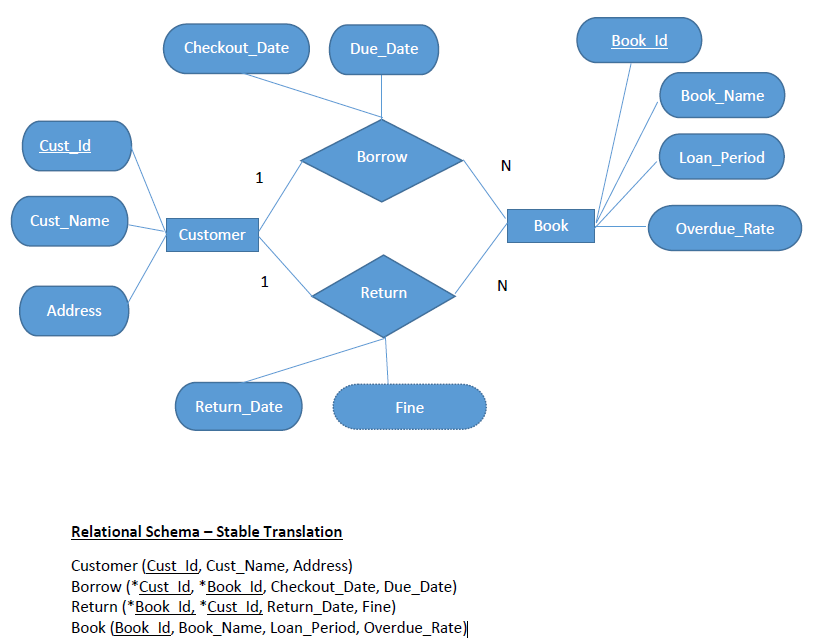 Checkout_Date
Due_Date
Book_Id
Book_Name
Cust_Id
Borrow
Loan_Period
1
N
Cust_Name
Customer
Book
Overdue_Rate
1
N
Return
Address
Return_Date
Fine
Relational Schema – Stable Translation
Customer (Cust_Id, Cust_Name, Address)
Borrow (*Cust_Id, *Book_Id, Checkout_Date, Due_Date)
Return (*Book_Id, *Cust_Id, Return_Date, Fine)
Book (Book_Id, Book_Name, Loan_Period, Overdue_Rate)